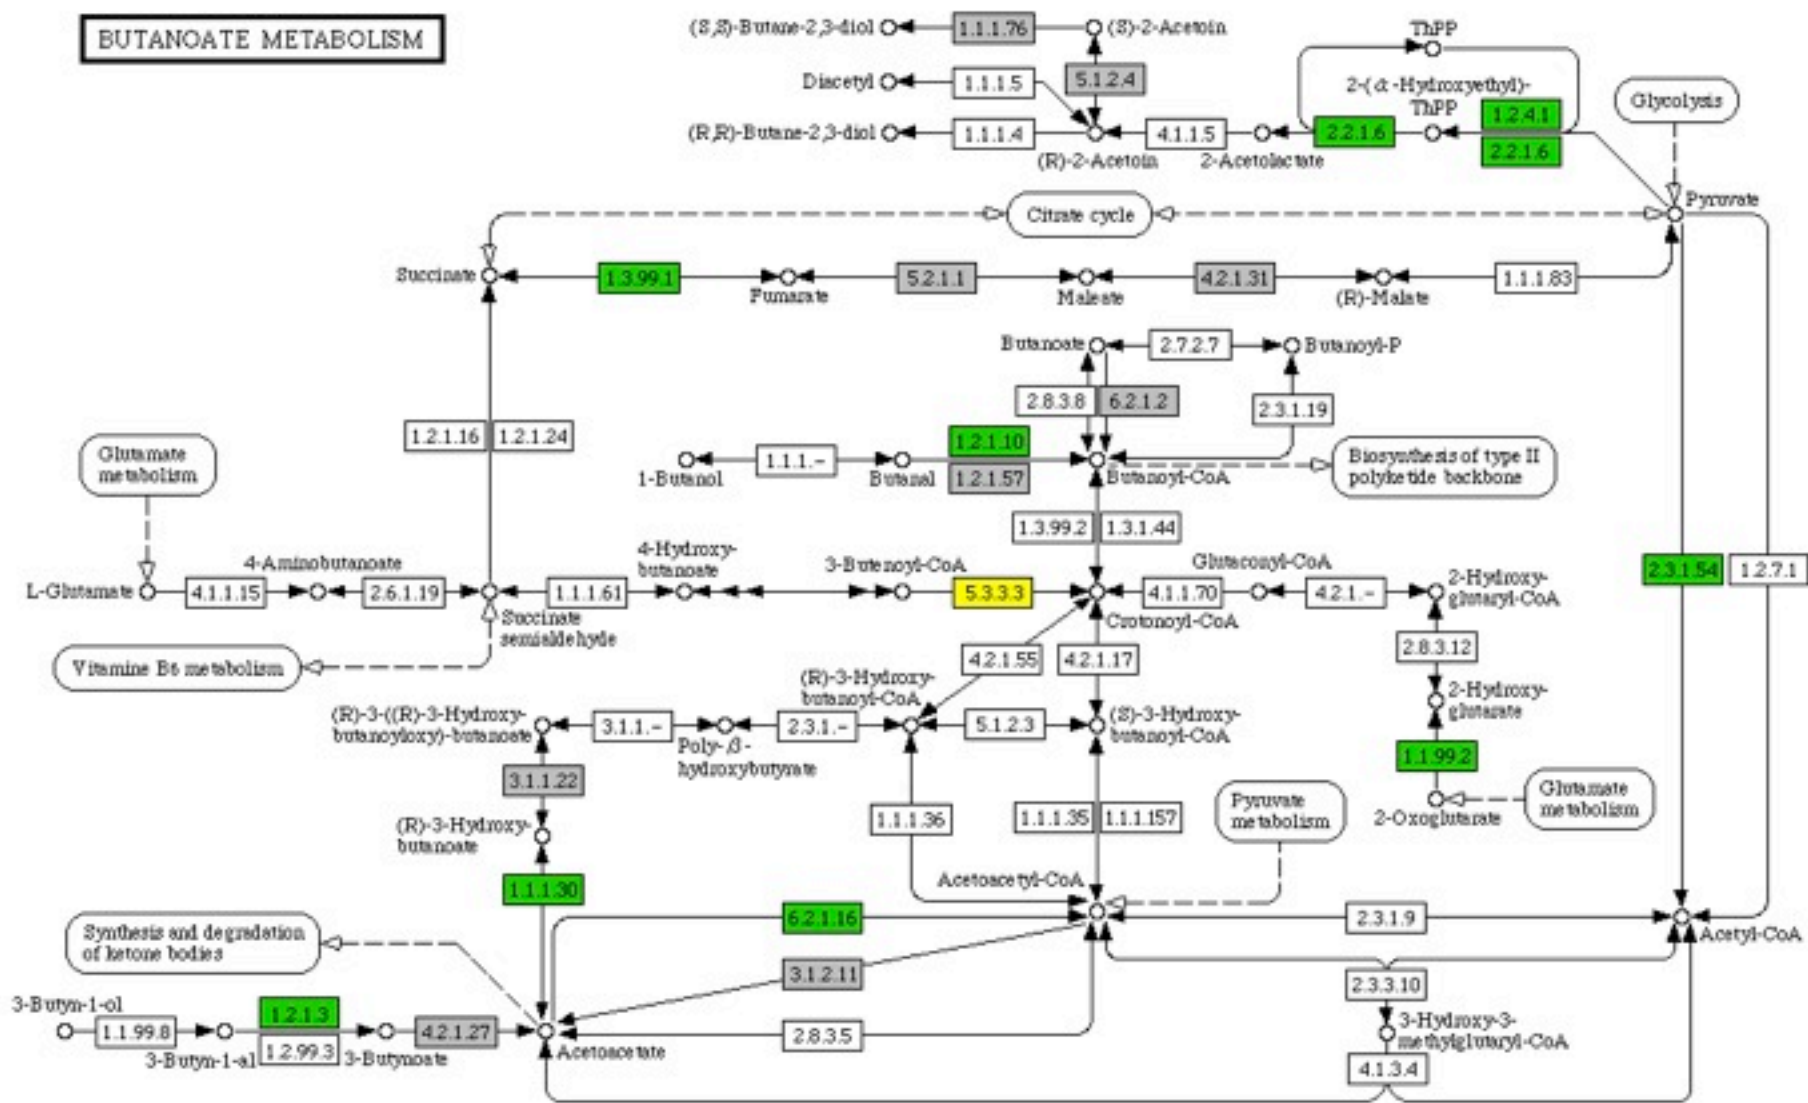 BUTANOATE METABOLISM
(S,S)-Butane-2,3-diol
1.1.1.76
(S)-2-Acetoin
ThPP
Diacetyl
1.1.1.5
5.1.2.4
2-(α-Hydroxyethyl)-
ThPP
1.2.4.1
Glycolysis
(R,R)-Butane-2,3-diol
1.1.1.4
(R)-2-Acetoin
4.1.1.5
2-Acetolactate
2.2.1.6
2.2.1.6
Citrate cycle
Pyruvate
Succinate
1.3.99.1
Fumarate
5.2.1.1
Maleate
4.2.1.31
(R)-Malate
1.1.1.83
Butanoate
2.7.2.7
Butanoyl-P
2.8.3.8
6.2.1.2
2.3.1.19
1.2.1.16
1.2.1.24
Glutamate
metabolism
1-Butanol
1.1.1.-
Butanal
1.2.1.10
1.2.1.57
Butanoyl-CoA
Biosynthesis of type II
polyketide backbone
1.3.99.2
1.3.1.44
L-Glutamate
4.1.1.15
4-Aminobutanoate
2.6.1.19
Succinate
semialdehyde
1.1.1.61
4-Hydroxy-
butanoate
3-Butenoyl-CoA
5.3.3.3
Crotonoyl-CoA
4.1.1.70
Glutaconyl-CoA
4.2.1.-
2-Hydroxy-
glutaryl-CoA
2.3.1.54
1.2.7.1
Vitamine B6 metabolism
4.2.1.55
4.2.1.17
2.8.3.12
(R)-3-((R)-3-Hydroxy-
butanoyloxy)-butanoate
3.1.1.-
Poly-β-
hydroxybutyrate
2.3.1.-
(R)-3-Hydroxy-
butanoyl-CoA
5.1.2.3
(S)-3-Hydroxy-
butanoyl-CoA
2-Hydroxy-
glutarate
1.1.99.2
3.1.1.22
(R)-3-Hydroxy-
butanoate
1.1.1.36
1.1.1.35
1.1.1.157
Pyruvate
metabolism
2-Oxoglutarate
Glutamate
metabolism
1.1.1.30
Acetoacetyl-CoA
6.2.1.16
2.3.1.9
Acetyl-CoA
Synthesis and degradation
of ketone bodies
3.1.2.11
2.3.3.10
3-Butyn-1-ol
1.1.99.8
3-Butyn-1-al
1.2.1.3
1.2.99.3
3-Butynoate
4.2.1.27
Acetoacetate
2.8.3.5
3-Hydroxy-3-
methylglutaryl-CoA
4.1.3.4